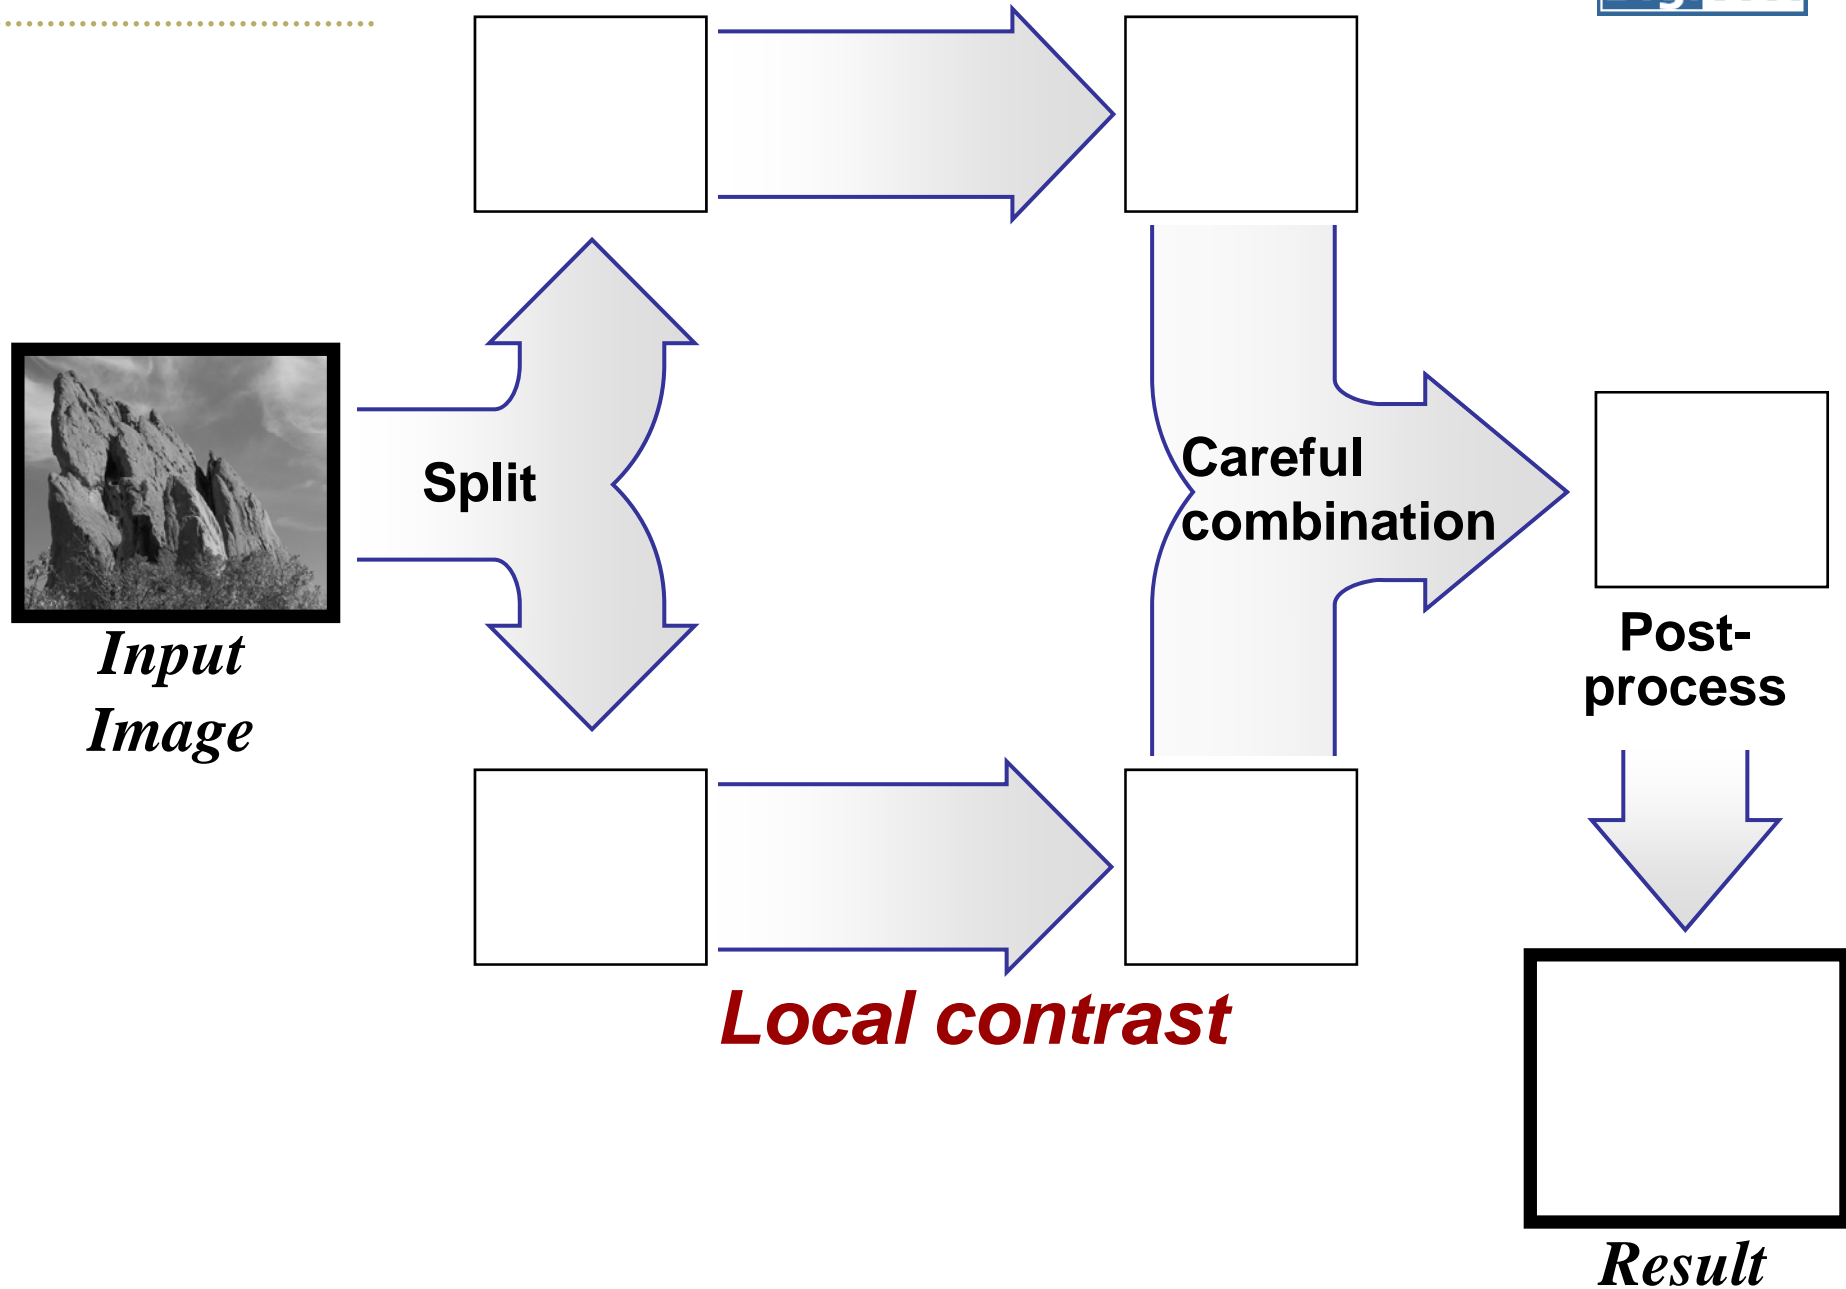 Split
Careful
combination
Input
Image
Post-
process
Local contrast
Result